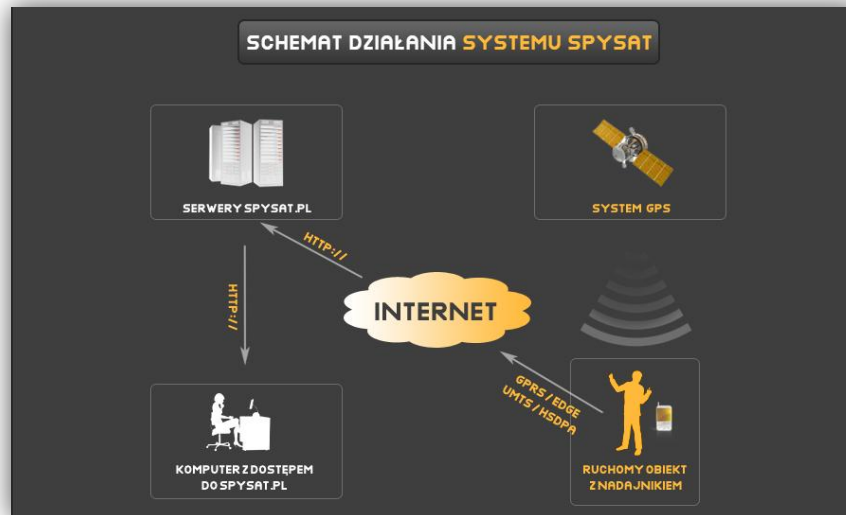 SCHEMAT DZIAŁANIA SYSTEMU SPYSAT
SERWERY SPYSAT.PL
SYSTEM GPS
HTTP://
HTTP://
INTERNET
GPRS / EDGE
UMTS / HSDPA
KOMPUTER Z DOSTĘPEM
DO SPYSAT.PL
RUCHOMY OBIEKT
Z NADAJNIKIEM